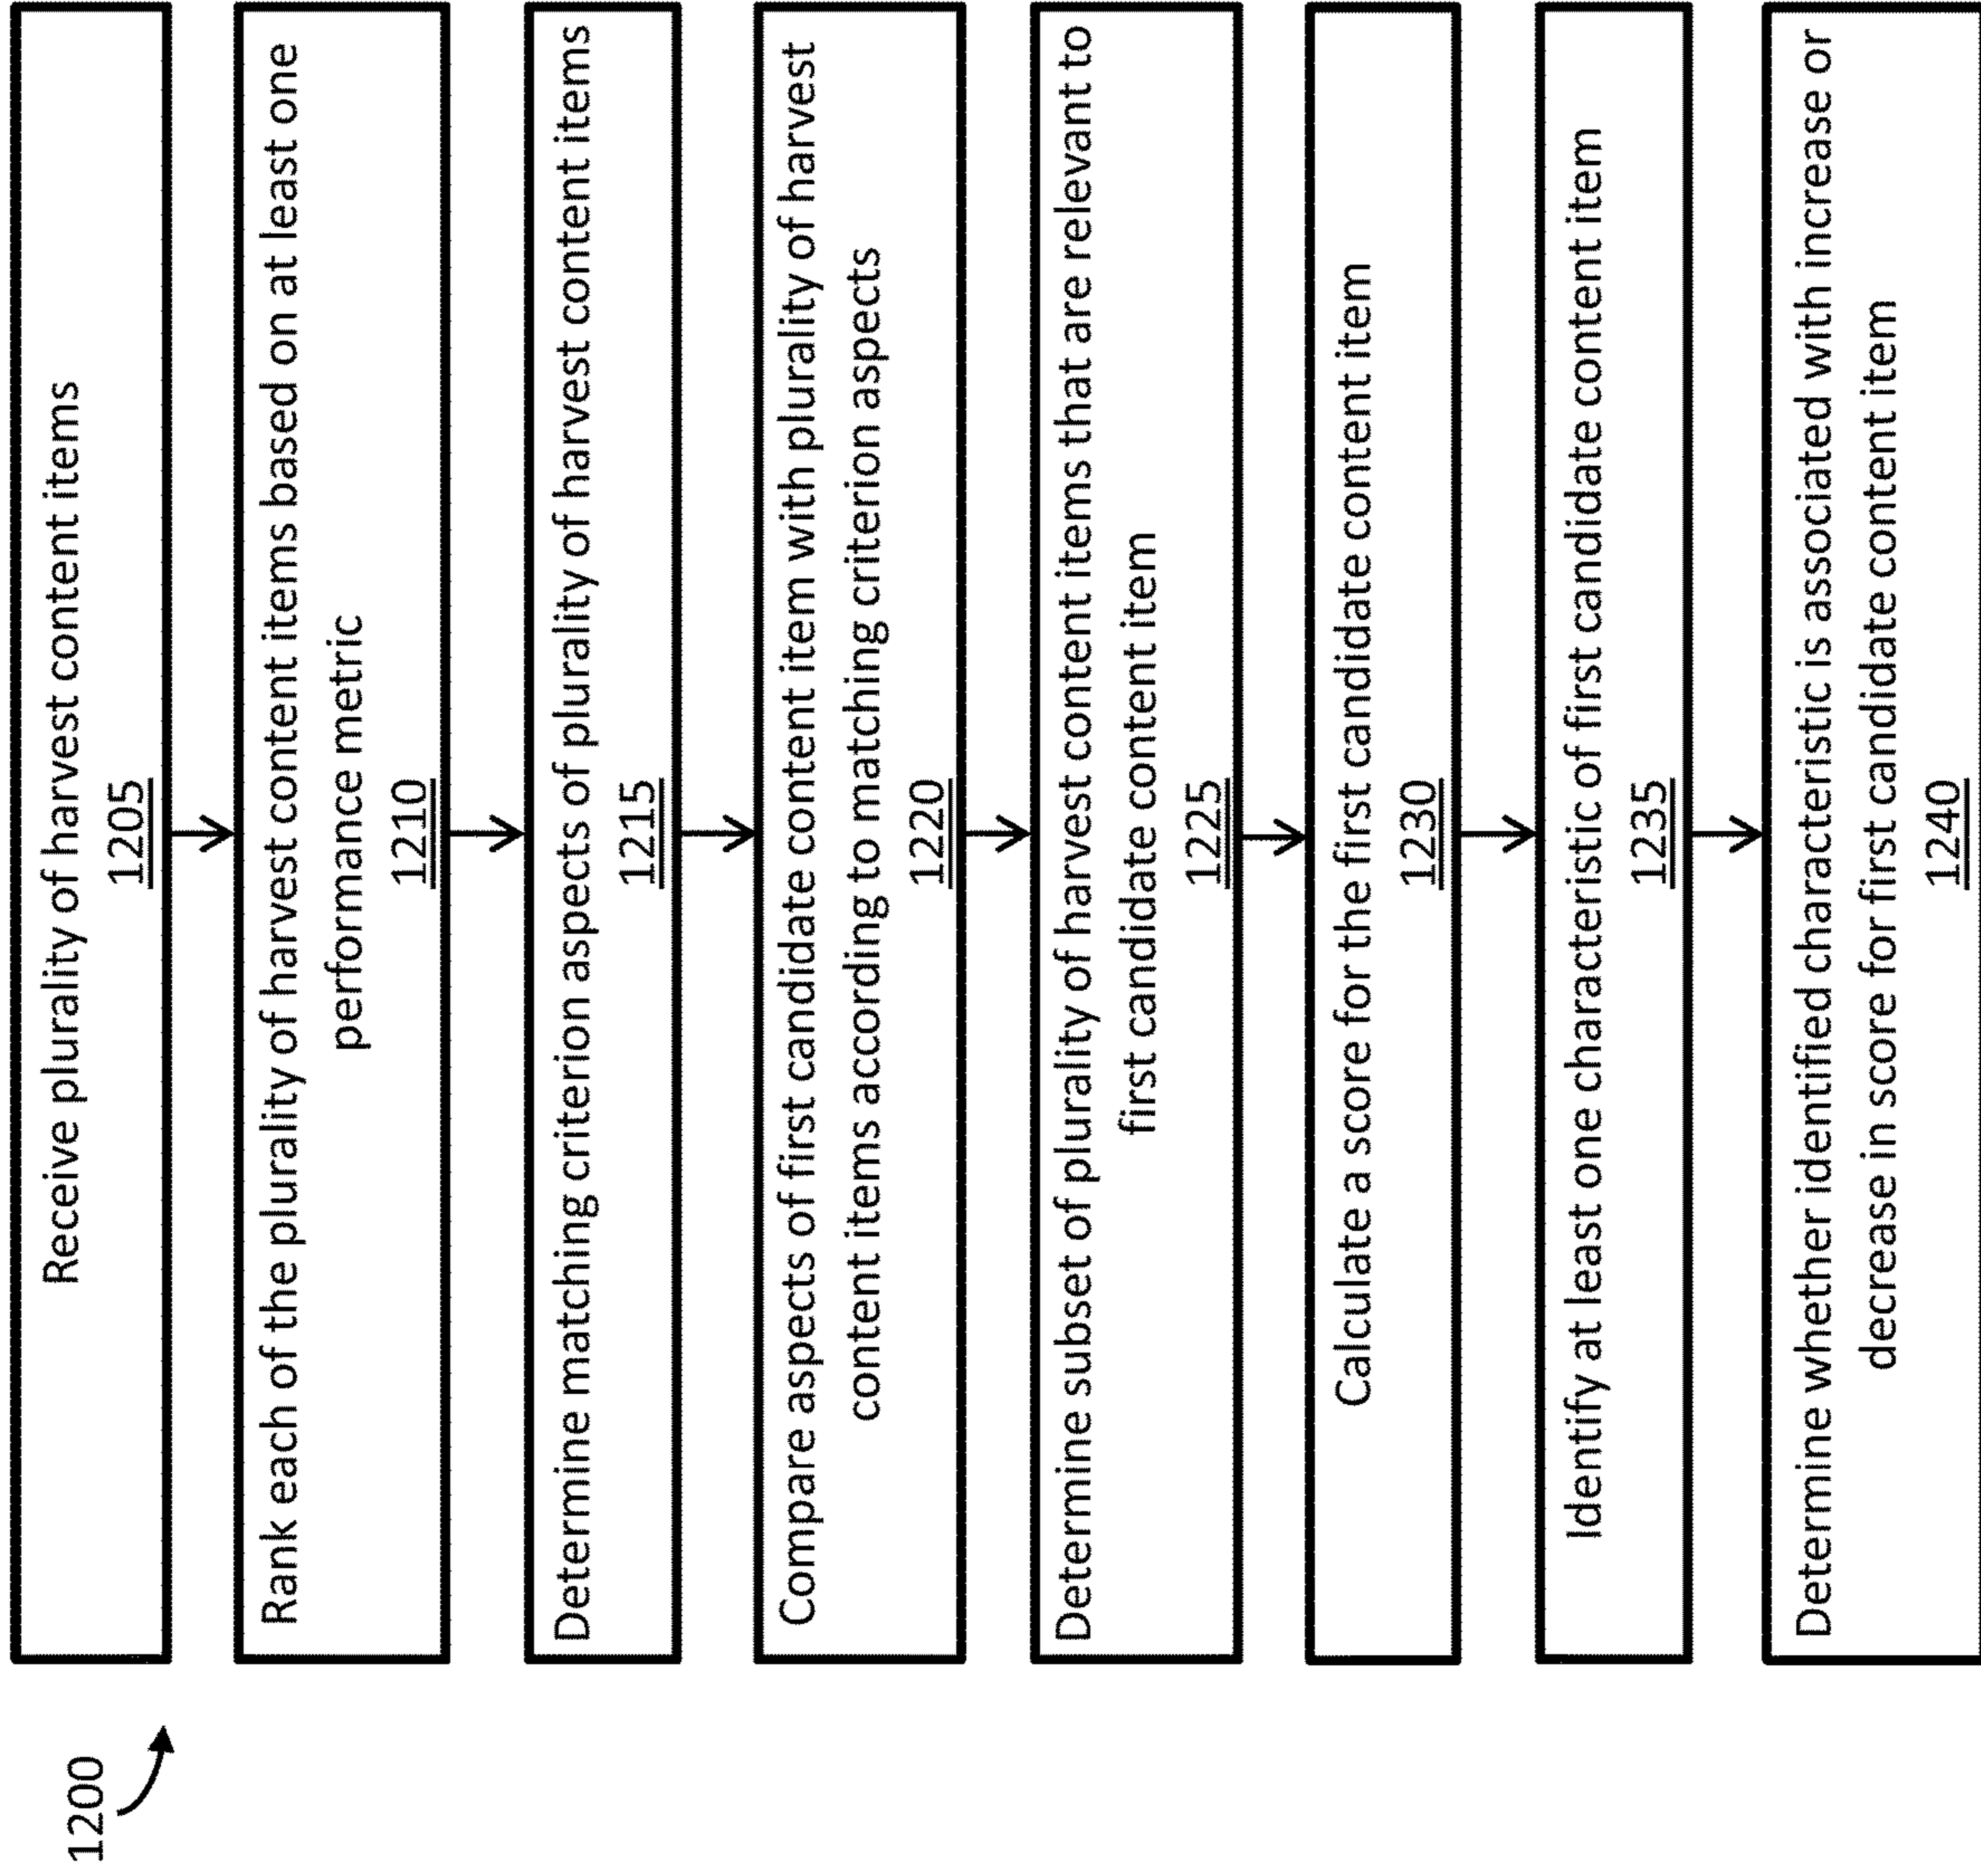 1200
Receive plurality of harvest content items
1205
Rank each of the plurality of harvest content items based on at least one
performance metric
1210
Determine matching criterion aspects of plurality of harvest content items
1215
Compare aspects of first candidate content item with plurality of harvest
content items according to matching criterion aspects
1220
Determine subset of plurality of harvest content items that are relevant to
first candidate content item
1225
Calculate a score for the first candidate content item
1230
Identify at least one characteristic of first candidate content item
1235
Determine whether identified characteristic is associated with increase or
decrease in score for first candidate content item
1240